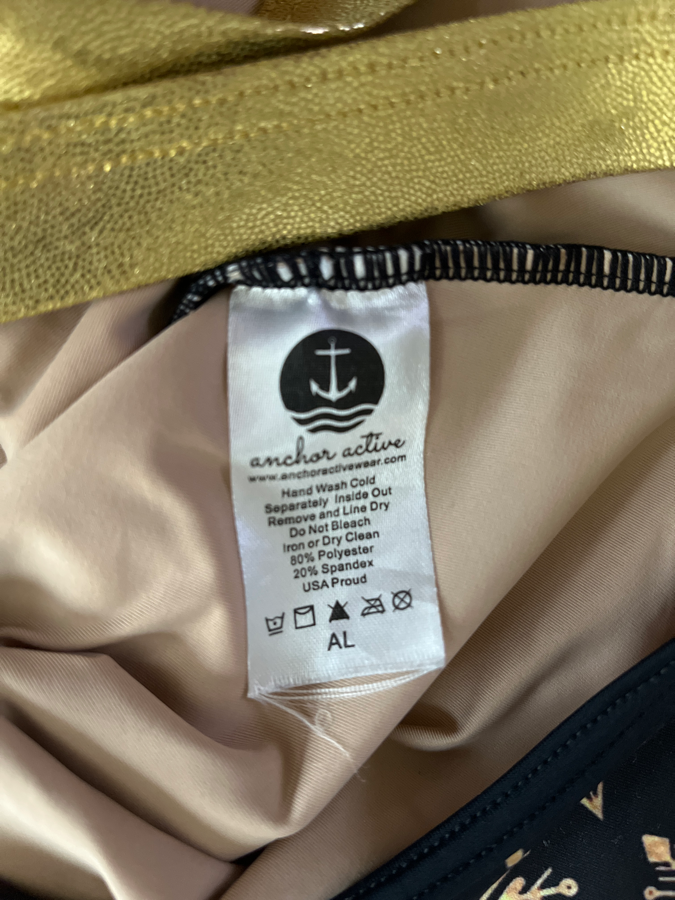 anchor active
www.anchoractivewear.com
Hand Wash Cold
Separately Inside Out
Remove and Line Dry
Do Not Bleach
Iron or Dry Clean
80% Polyester
20% Spandex
USA Proud
AL